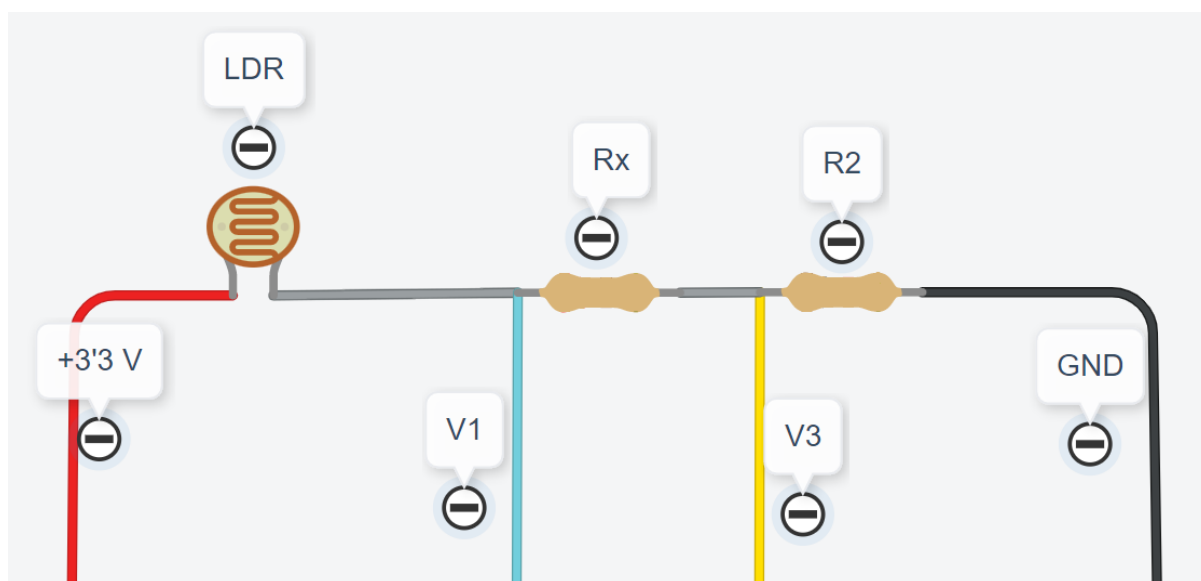 LDR
Rx
R2
+3'3 V
GND
V1
V3